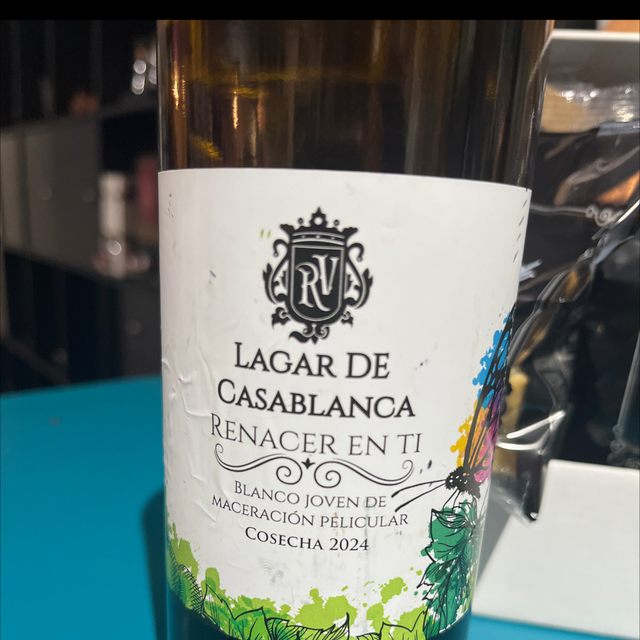 RV
LAGAR DE
CASABLANCA
RENACER EN TI
BLANCO JOVEN DE
MACERACIÓN PELICULAR
COSECHA 2024